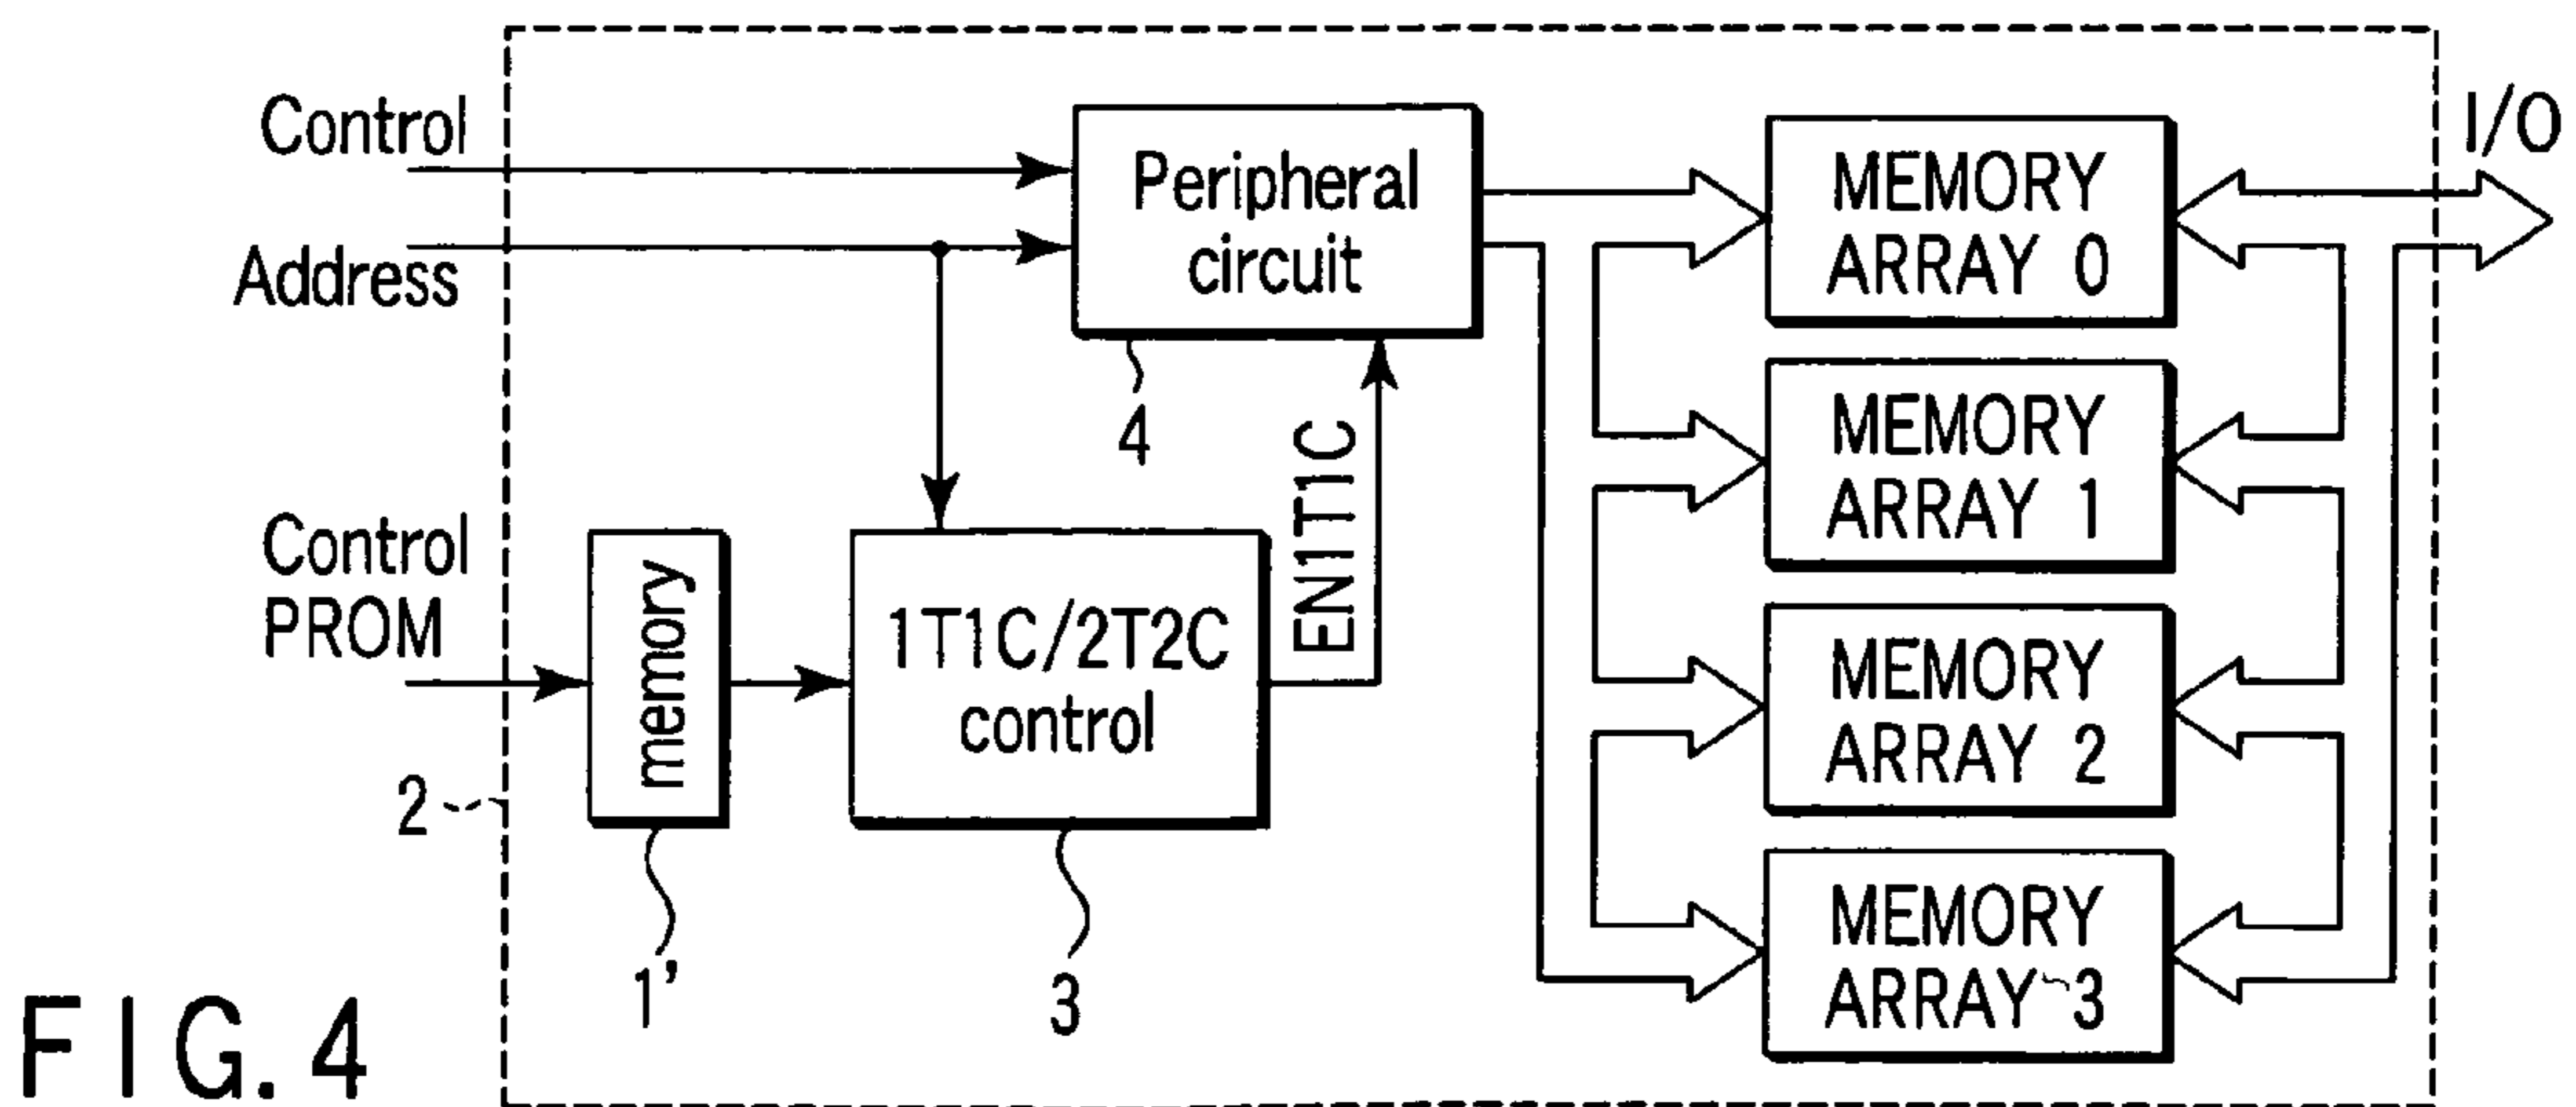 Control
Address
Peripheral
circuit
4
EN1T1C
Control
PROM
2
memory
1'
1T1C/2T2C
control
3
MEMORY
ARRAY 0
MEMORY
ARRAY 1
MEMORY
ARRAY 2
MEMORY
ARRAY 3
I/O
FIG. 4